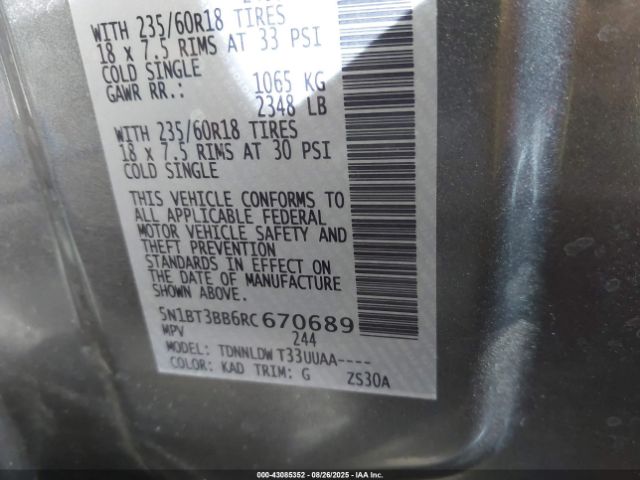 WITH 235/60R18 TIRES
18 x 7.5 RIMS AT 33 PSI
COLD SINGLE
GAWR RR.: 1065 KG
2348 LB
WITH 235/60R18 TIRES
18 x 7.5 RIMS AT 30 PSI
COLD SINGLE
THIS VEHICLE CONFORMS TO
ALL APPLICABLE FEDERAL
MOTOR VEHICLE SAFETY AND
THEFT PREVENTION
STANDARDS IN EFFECT ON
THE DATE OF MANUFACTURE
SHOWN ABOVE.
5N1BT3BB6RC670689
MPV 244
MODEL: TDNNLDW T33UUAA----
COLOR: KAD TRIM: G ZS30A
000-43085352 | 08/26/2025 | IAA Inc.